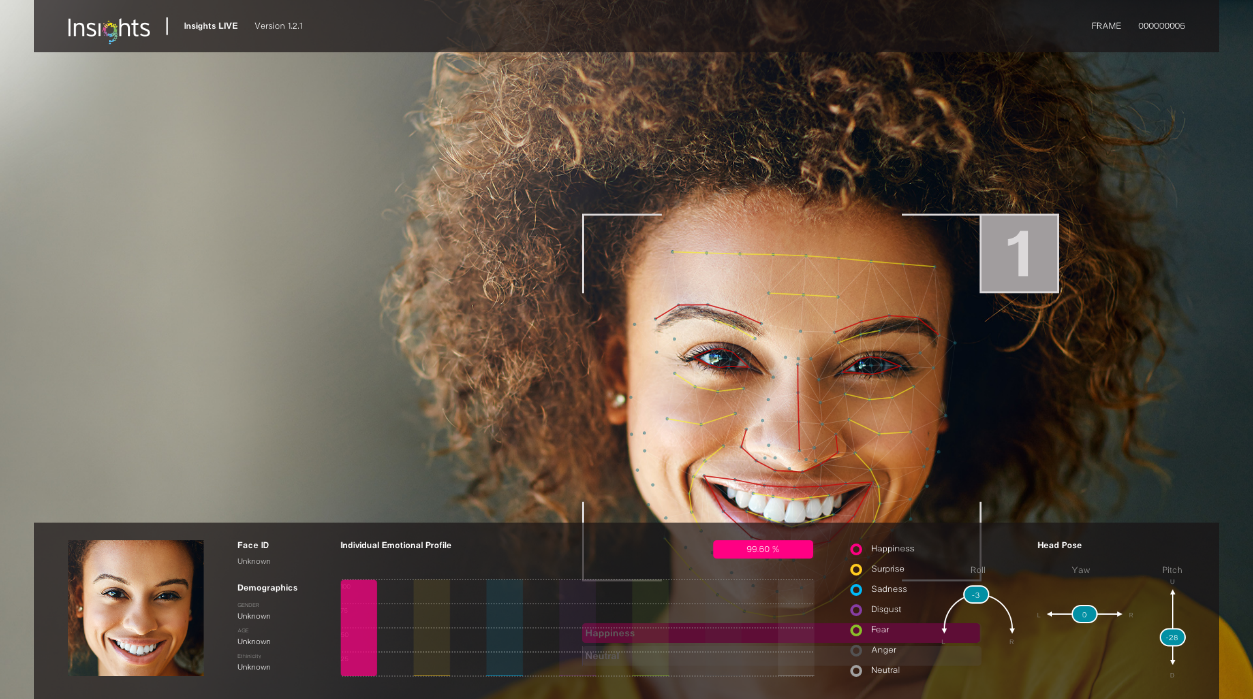 Insights
Insights LIVE
Version 1.2.1
FRAME
000000006
1
Face ID
Unknown
Demographics
GENDER
Unknown
AGE
Unknown
Ethnicity
Unknown
Individual Emotional Profile
99.60 %
Happiness
Neutral
Happiness
Surprise
Sadness
Disgust
Fear
Anger
Neutral
Head Pose
Roll
-3
L
R
Yaw
L
0
R
Pitch
U
-28
D